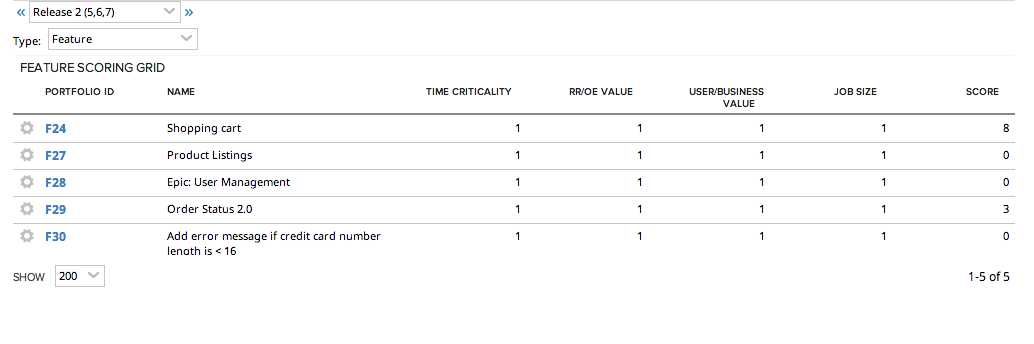 « Release 2 (5,6,7) »
Type: Feature
FEATURE SCORING GRID
PORTFOLIO ID NAME TIME CRITICALITY RR/OE VALUE USER/BUSINESS VALUE JOB SIZE SCORE
F24 Shopping cart 1 1 1 1 8
F27 Product Listings 1 1 1 1 0
F28 Epic: User Management 1 1 1 1 0
F29 Order Status 2.0 1 1 1 1 3
F30 Add error message if credit card number 1 1 1 1 0
length is < 16
SHOW 200 1-5 of 5